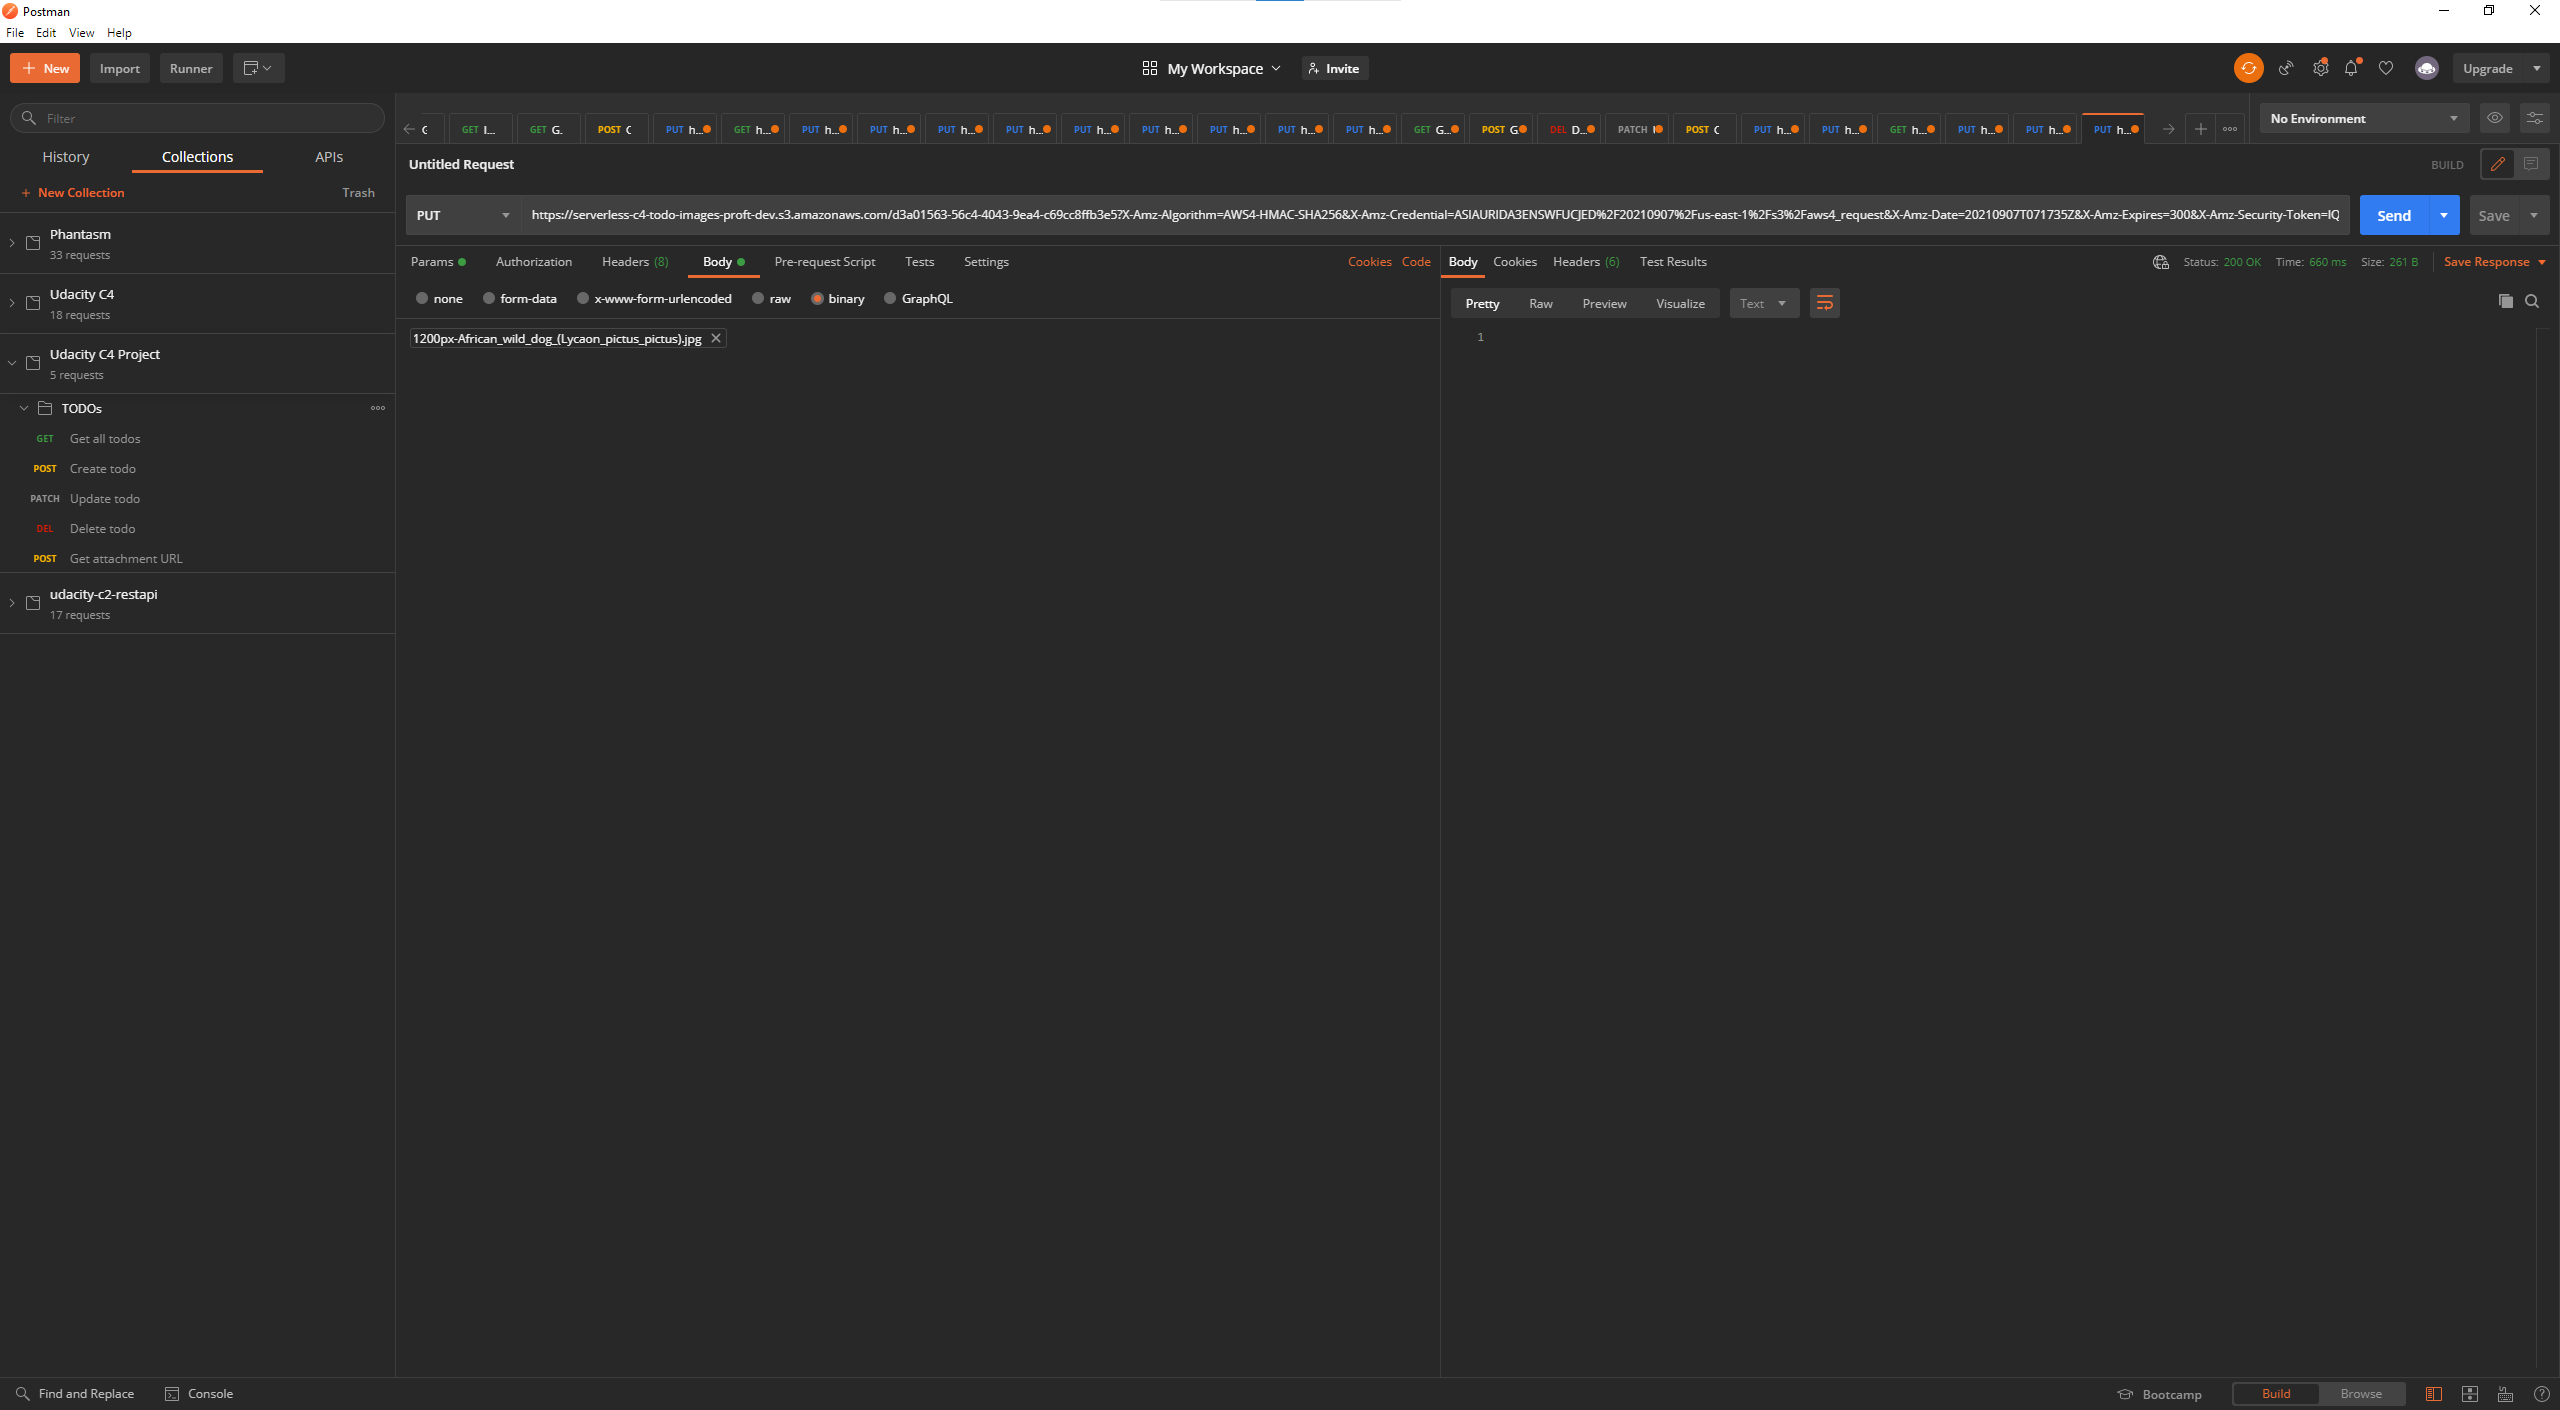 Postman
File Edit View Help
New Import Runner My Workspace Invite Upgrade
Filter
GET I... GET G. POST PUT h... GET h... PUT h... PUT h... PUT h... PUT h... PUT h... PUT h... PUT h... PUT h... PUT h... GET G... POST G DEL D... PATCH POST PUT h... PUT h... GET h... PUT h... PUT h... PUT h... No Environment
History Collections APIs
Untitled Request BUILD
+ New Collection Trash
PUT https://serverless-c4-todo-images-proft-dev.s3.amazonaws.com/d3a01563-56c4-4043-9ea4-c69cc8ffb3e5?X-Amz-Algorithm=AWS4-HMAC-SHA256&X-Amz-Credential=ASIAURIDA3ENSWFUCJED%2F20210907%2Fus-east-1%2Fs3%2Faws4_request&X-Amz-Date=20210907T071735Z&X-Amz-Expires=300&X-Amz-Security-Token=IQ Send Save
Phantasm
33 requests
Udacity C4
18 requests
Udacity C4 Project
5 requests
TODOs
GET Get all todos
POST Create todo
PATCH Update todo
DEL Delete todo
POST Get attachment URL
udacity-c2-restapi
17 requests
Params Authorization Headers (8) Body Pre-request Script Tests Settings Cookies Code
none form-data x-www-form-urlencoded raw binary GraphQL
1200px-African_wild_dog_(Lycaon_pictus_pictus).jpg
Body Cookies Headers (6) Test Results Status: 200 OK Time: 660 ms Size: 261 B Save Response
Pretty Raw Preview Visualize Text
1
Find and Replace Console Bootcamp Build Browse